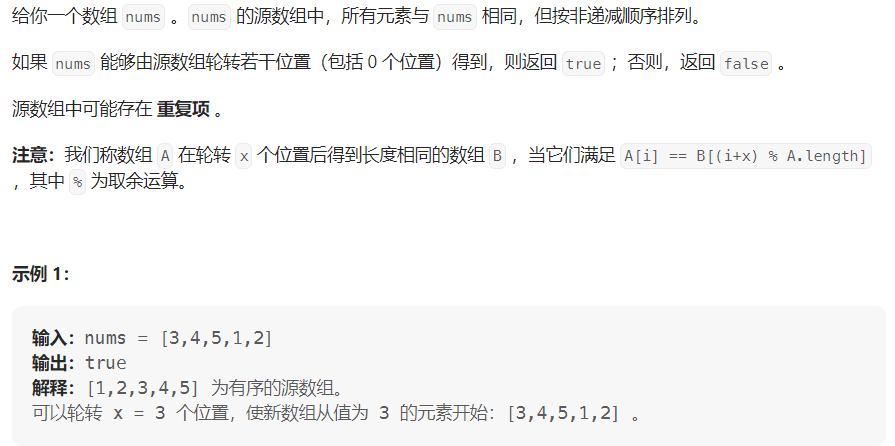 给你一个数组 nums 。nums 的源数组中，所有元素与 nums 相同，但按非递减顺序排列。
如果 nums 能够由源数组轮转若干位置（包括 0 个位置）得到，则返回 true ；否则，返回 false 。
源数组中可能存在 重复项 。
注意：我们称数组 A 在轮转 x 个位置后得到长度相同的数组 B ，当它们满足 A[i] == B[(i+x) % A.length]
，其中 % 为取余运算。
示例 1：
输入：nums = [3,4,5,1,2]
输出：true
解释：[1,2,3,4,5] 为有序的源数组。
可以轮转 x = 3 个位置，使新数组从值为 3 的元素开始：[3,4,5,1,2] 。